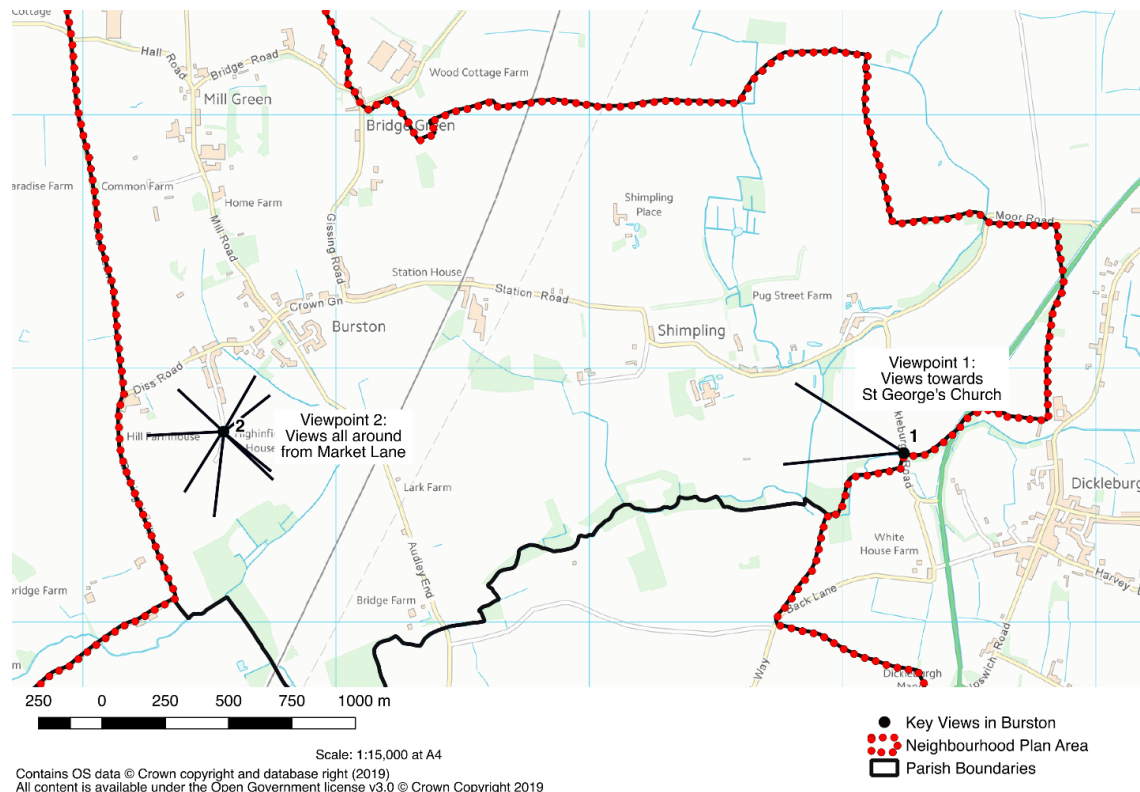 Cottage
Hall Road
Bridge Road
Wood Cottage Farm
Mill Green
Bridge Green
Common Farm
Home Farm
Mill Road
Gissing Road
Shimpling
Place
Moor Road
Station House
Station Road
Crown Gn
Burston
Pug Street Farm
Shimpling
Diss Road
Viewpoint 1:
Views towards
St George's Church
Viewpoint 2:
Views all around
from Market Lane
2
1
Hill Farmhouse
House
Road
Lark Farm
Audley End
Bridge Farm
White
House Farm
Back Lane
Way
Harvey
Road
250 0 250 500 750 1000 m
Scale: 1:15,000 at A4
Key Views in Burston
Neighbourhood Plan Area
Parish Boundaries
Contains OS data © Crown copyright and database right (2019)
All content is available under the Open Government license v3.0 © Crown Copyright 2019